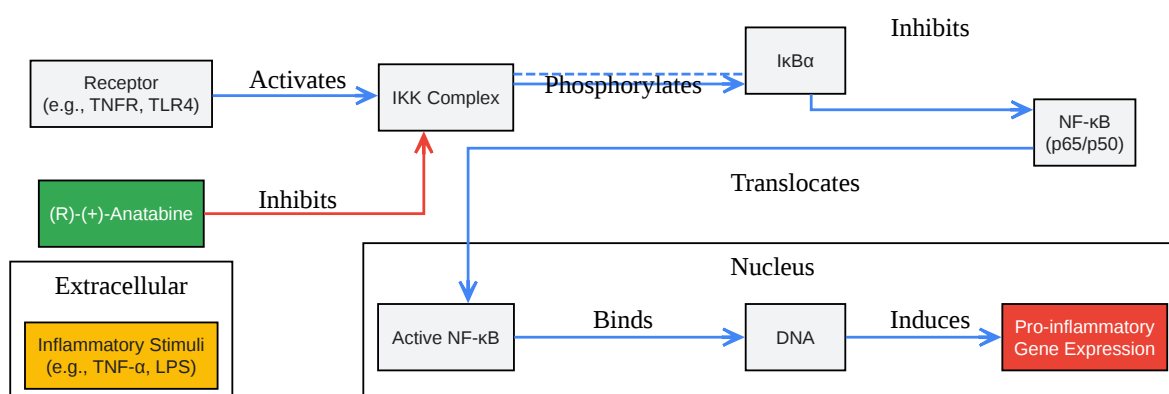 Inhibits
IκBα
Receptor
(e.g., TNFR, TLR4)
Activates
IKK Complex
Phosphorylates
NF-κB
(p65/p50)
Translocates
(R)-(+)-Anatabine
Inhibits
Extracellular
Inflammatory Stimuli
(e.g., TNF-α, LPS)
Nucleus
Active NF-κB
Binds
DNA
Induces
Pro-inflammatory
Gene Expression